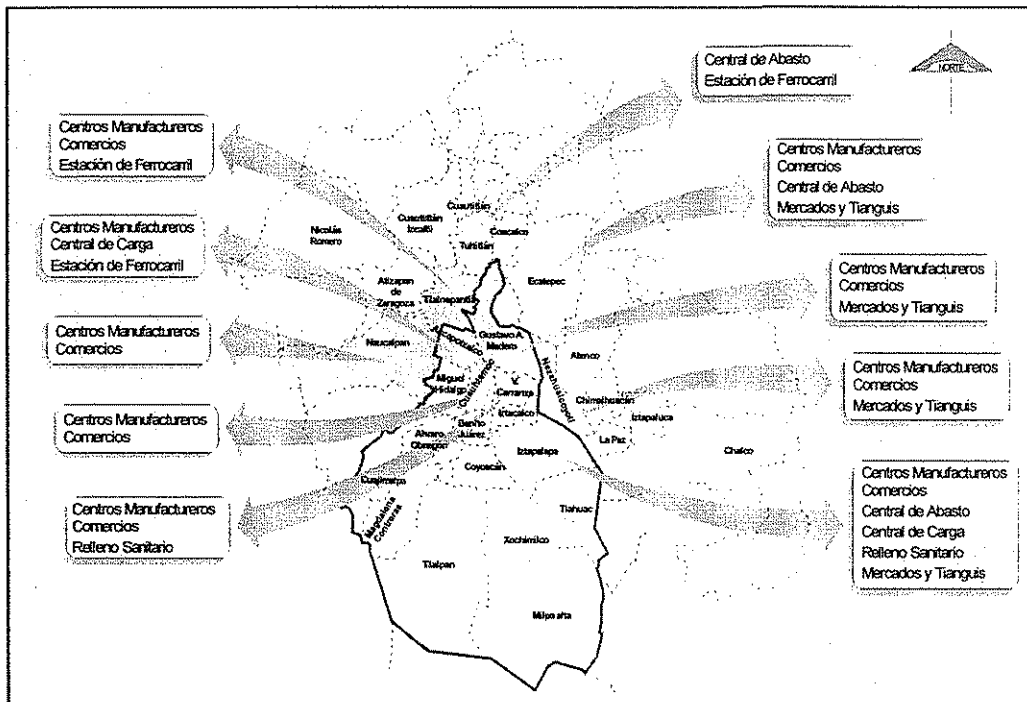 Central de Abasto
Estación de Ferrocarril
NORTE
Centros Manufactureros
Comercios
Estación de Ferrocarril
Centros Manufactureros
Comercios
Central de Abasto
Mercados y Tianguis
Centros Manufactureros
Central de Carga
Estación de Ferrocarril
Centros Manufactureros
Comercios
Mercados y Tianguis
Centros Manufactureros
Comercios
Centros Manufactureros
Comercios
Mercados y Tianguis
Centros Manufactureros
Comercios
Centros Manufactureros
Comercios
Relleno Sanitario
Centros Manufactureros
Comercios
Central de Abasto
Central de Carga
Relleno Sanitario
Mercados y Tianguis
Cuautitlán
Cuautitlán
Izcalli
Coacalco
Nicolás
Romero
Tultitlán
Ecatepec
Atizapan
de
Zaragoza
Tlalnepantla
Azcapotzalco
Gustavo A.
Madero
Naucalpan
Atenco
Nezahualcoyotl
Miguel
Hidalgo
Cuauhtemoc
Carranza
Chimalhuacán
Iztacalco
Iztapaluca
Alvaro
Obregón
Benito
Juárez
La Paz
Iztapalapa
Chalco
Coyoacán
Cuajimalpa
Magdalena
Contreras
Tlahuac
Xochimilco
Tlalpan
Milpa alta